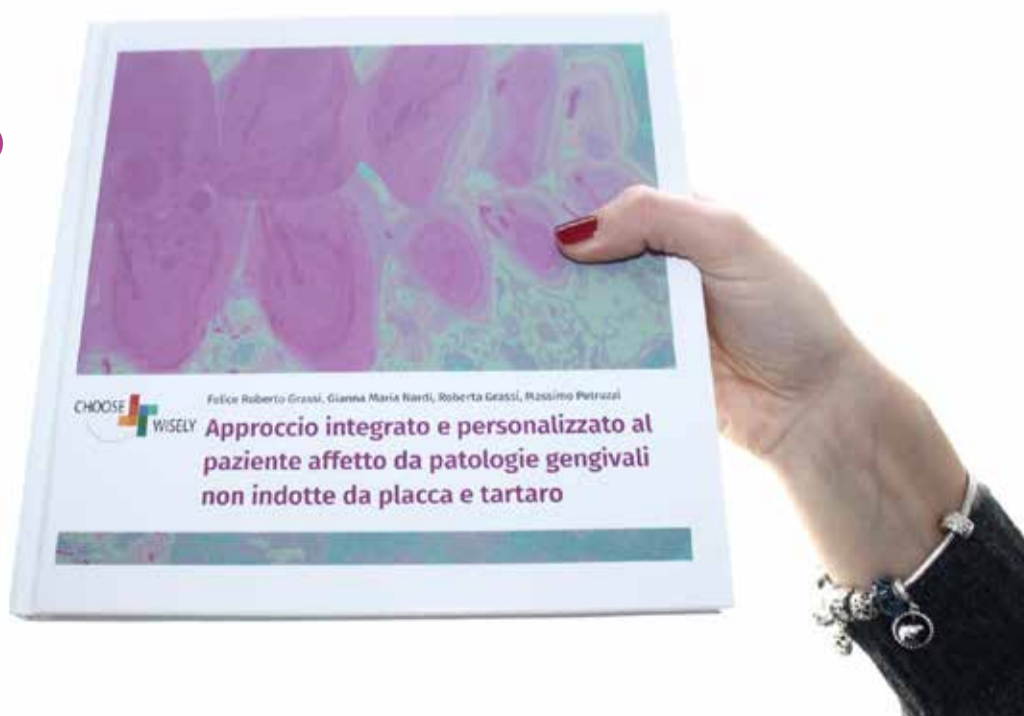 Felice Roberto Grassi, Gianna Maria Nardi, Roberta Grassi, Massimo Petruzzi
CHOOSE
WISELY
Approccio integrato e personalizzato al
paziente affetto da patologie gengivali
non indotte da placca e tartaro